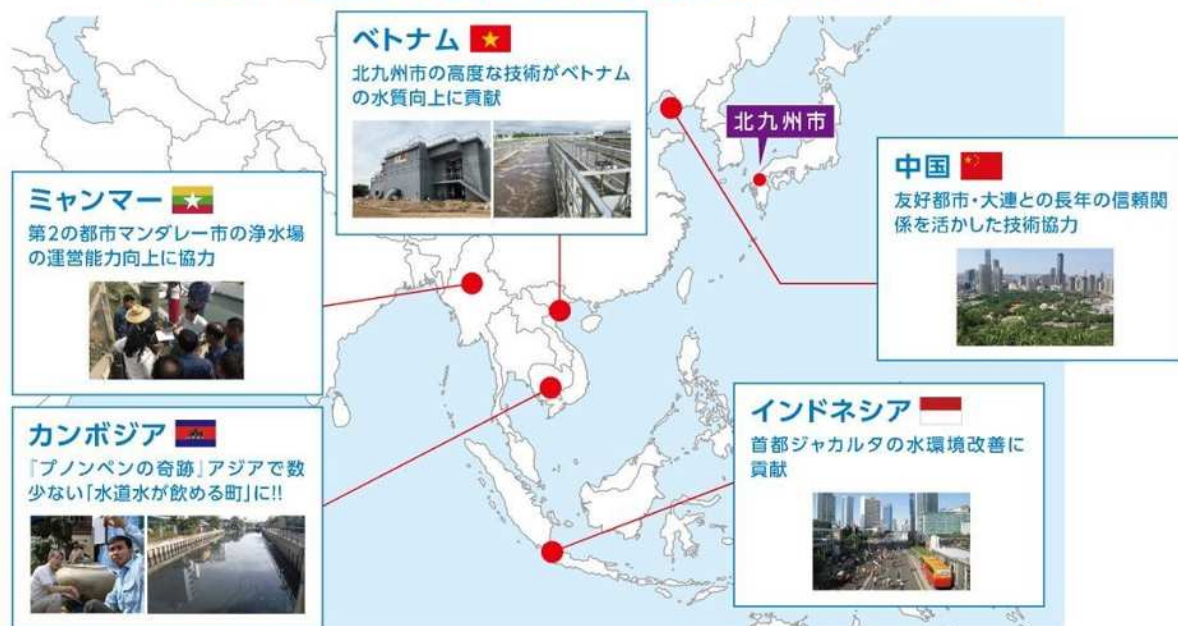 ベトナム
北九州市の高度な技術がベトナム
の水質向上に貢献
北九州市
中国
友好都市・大連との長年の信頼関
係を活かした技術協力
ミャンマー
第2の都市マンダレー市の浄水場
の運営能力向上に協力
カンボジア
『プノンペンの奇跡』アジアで数
少ない「水道水が飲める町」に!!
インドネシア
首都ジャカルタの水環境改善に
貢献